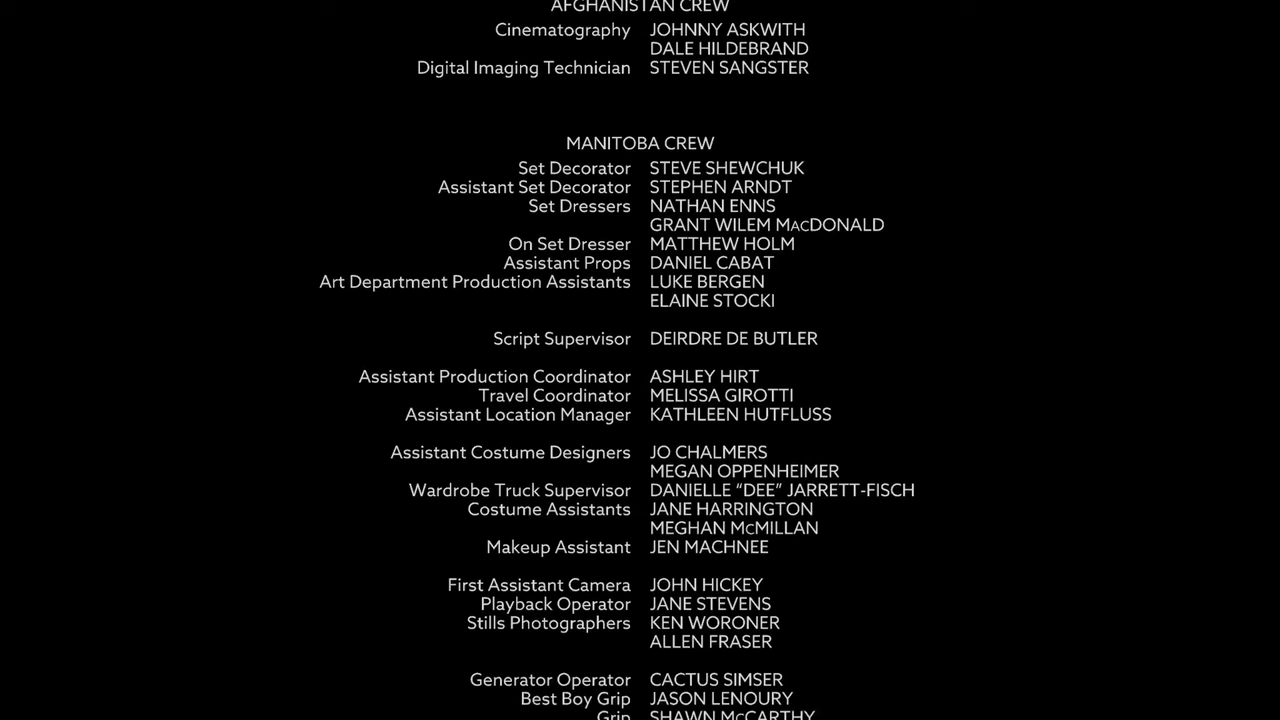 AFGHANISTAN CREW
Cinematography JOHNNY ASKWITH
DALE HILDEBRAND
Digital Imaging Technician STEVEN SANGSTER
MANITOBA CREW
Set Decorator STEVE SHEWCHUK
Assistant Set Decorator STEPHEN ARNDT
Set Dressers NATHAN ENNS
GRANT WILEM MACDONALD
On Set Dresser MATTHEW HOLM
Assistant Props DANIEL CABAT
Art Department Production Assistants LUKE BERGEN
ELAINE STOCKI
Script Supervisor DEIRDRE DE BUTLER
Assistant Production Coordinator ASHLEY HIRT
Travel Coordinator MELISSA GIROTTI
Assistant Location Manager KATHLEEN HUTFLUSS
Assistant Costume Designers JO CHALMERS
MEGAN OPPENHEIMER
Wardrobe Truck Supervisor DANIELLE “DEE” JARRETT-FISCH
Costume Assistants JANE HARRINGTON
MEGHAN McMILLAN
Makeup Assistant JEN MACHNEE
First Assistant Camera JOHN HICKEY
Playback Operator JANE STEVENS
Stills Photographers KEN WORONER
ALLEN FRASER
Generator Operator CACTUS SIMSER
Best Boy Grip JASON LENOURY
Grip SHAWN McCARTHY